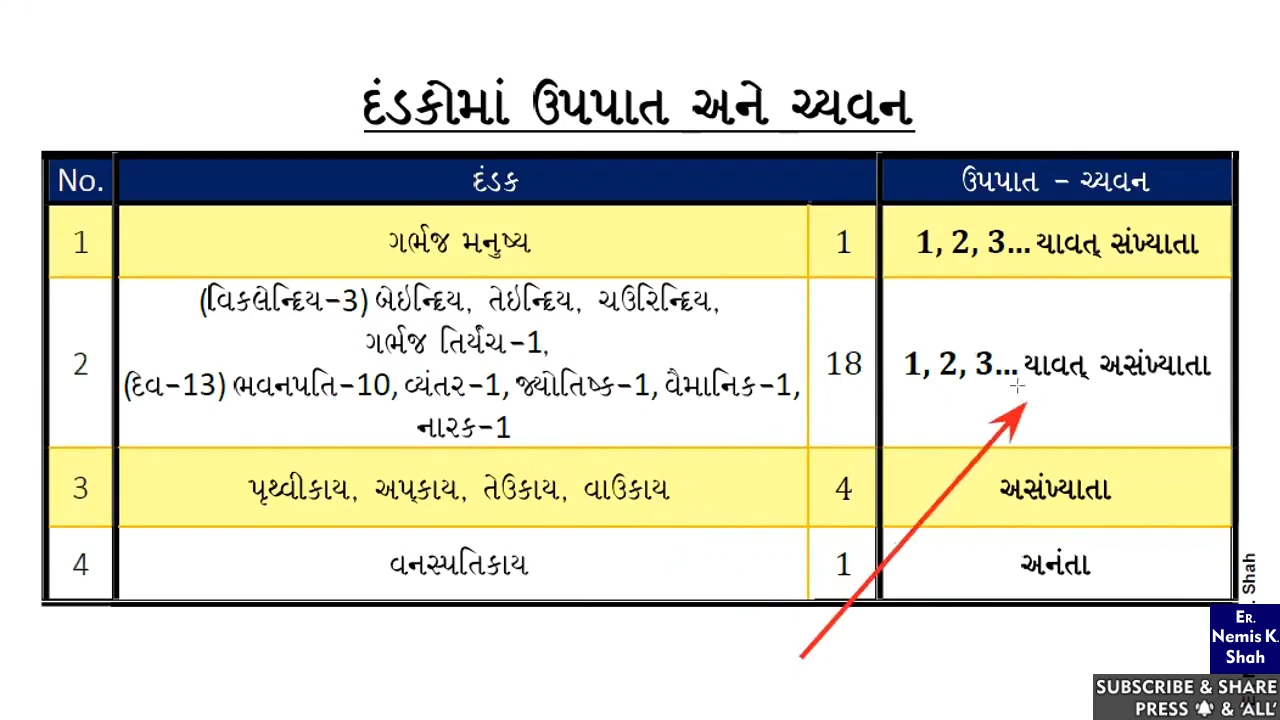 દંડકોમાં ઉપપાત અને ચ્યવન
No. દંડક ઉપપાત – ચ્યવન
1 ગર્ભજ મનુષ્ય 1 1, 2, 3... યાવત્ સંખ્યાતા
(વિકલેન્દ્રિય-3) બેઇન્દ્રિય, તેઇન્દ્રિય, ચઉરિન્દ્રિય,
ગર્ભજ તિર્યંચ-1,
2 18 1, 2, 3... યાવત્ અસંખ્યાતા
(દેવ-13) ભવનપતિ-10, વ્યંતર-1, જ્યોતિષ્ક-1, વૈમાનિક-1,
નારક-1
3 પૃથ્વીકાય, અપ્કાય, તેઉકાય, વાઉકાય 4 અસંખ્યાતા
4 વનસ્પતિકાય 1 અનંતા
. Shah
ER.
Nemis K.
Shah
SUBSCRIBE & SHARE
PRESS & 'ALL'